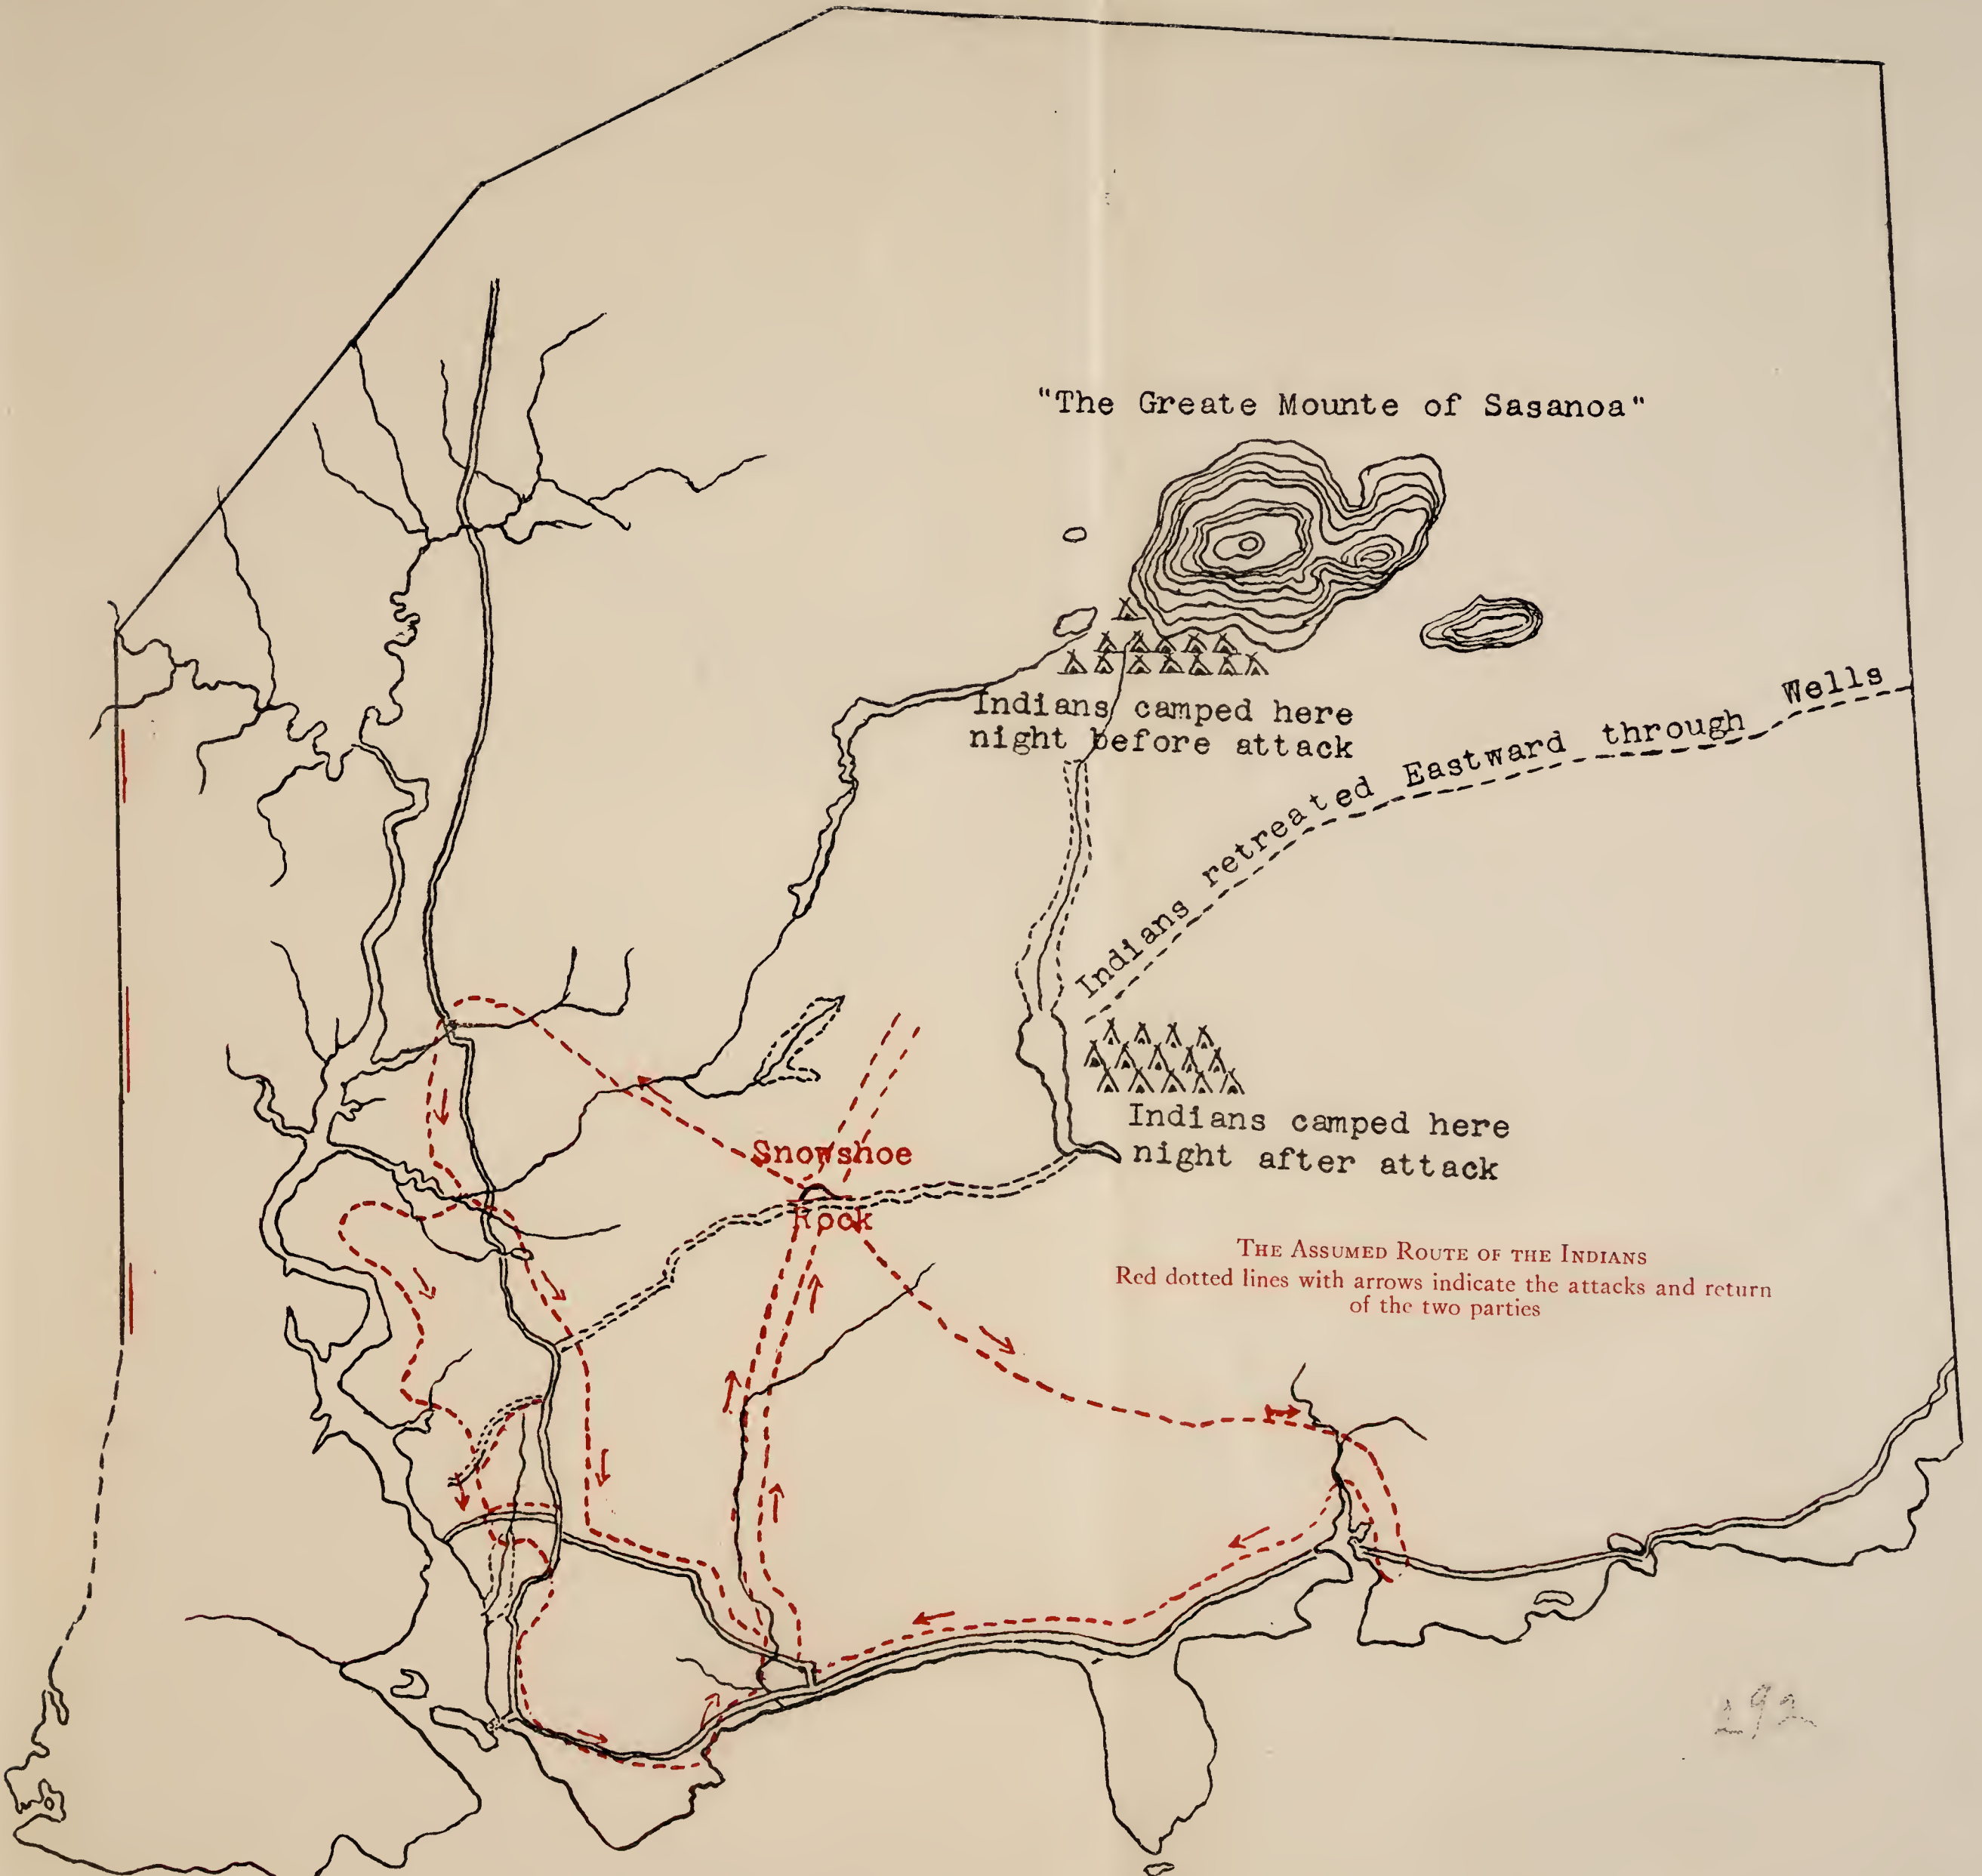 "The Greate Mounte of Sasanoa"
Indians camped here
night before attack
Indians retreated Eastward through Wells
Snowshoe
Rock
Indians camped here
night after attack
THE ASSUMED ROUTE OF THE INDIANS
Red dotted lines with arrows indicate the attacks and return
of the two parties
292